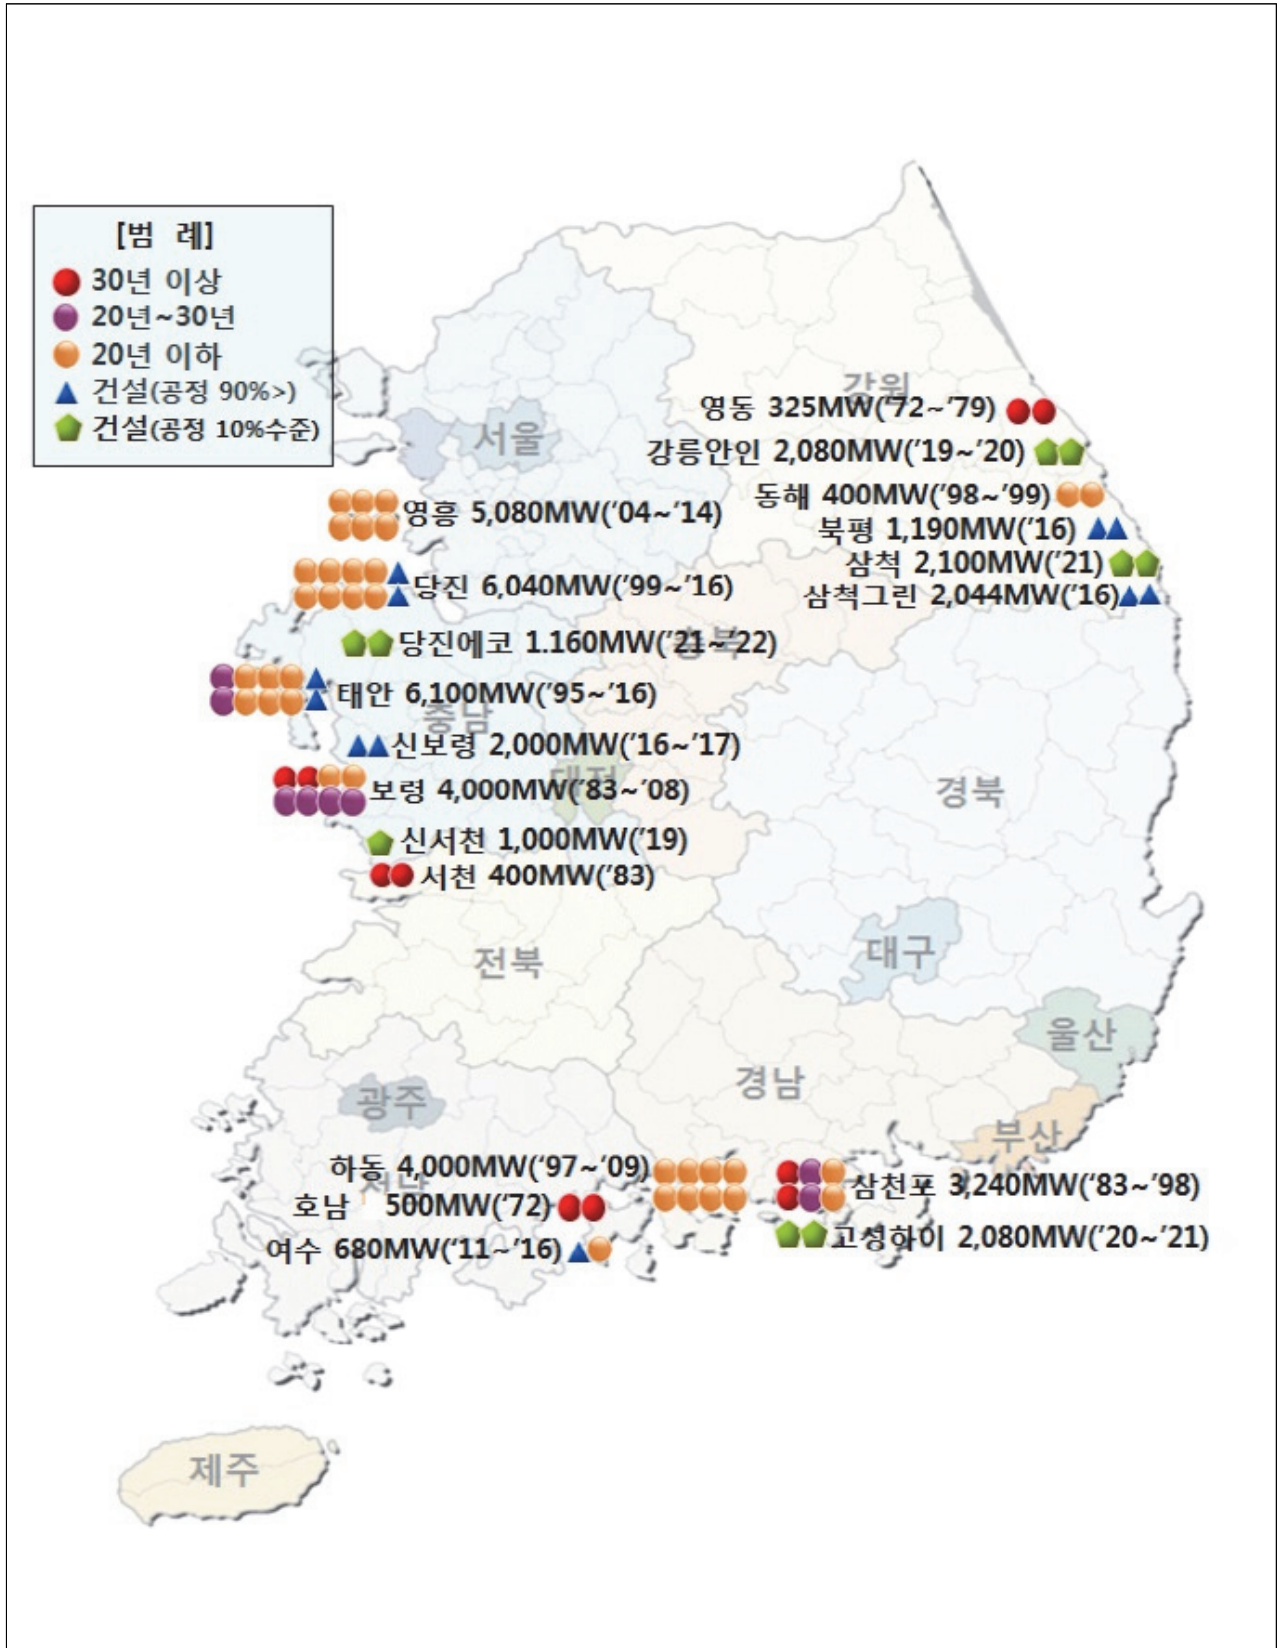 [범 례]
30년 이상
20년~30년
20년 이하
건설(공정 90%>)
건설(공정 10%수준)
강원
영동 325MW('72~'79)
서울
강릉안인 2,080MW('19~'20)
동해 400MW('98~'99)
영흥 5,080MW('04~'14)
북평 1,190MW('16)
삼척 2,100MW('21)
당진 6,040MW('99~'16)
삼척그린 2,044MW('16)
충북
당진에코 1.160MW('21~'22)
태안 6,100MW('95~'16)
충남
신보령 2,000MW('16~'17)
대전
보령 4,000MW('83~'08)
경북
신서천 1,000MW('19)
서천 400MW('83)
대구
전북
울산
경남
광주
부산
하동 4,000MW('97~'09)
전남
삼천포 3,240MW('83~'98)
호남 500MW('72)
고성하이 2,080MW('20~'21)
여수 680MW('11~'16)
제주